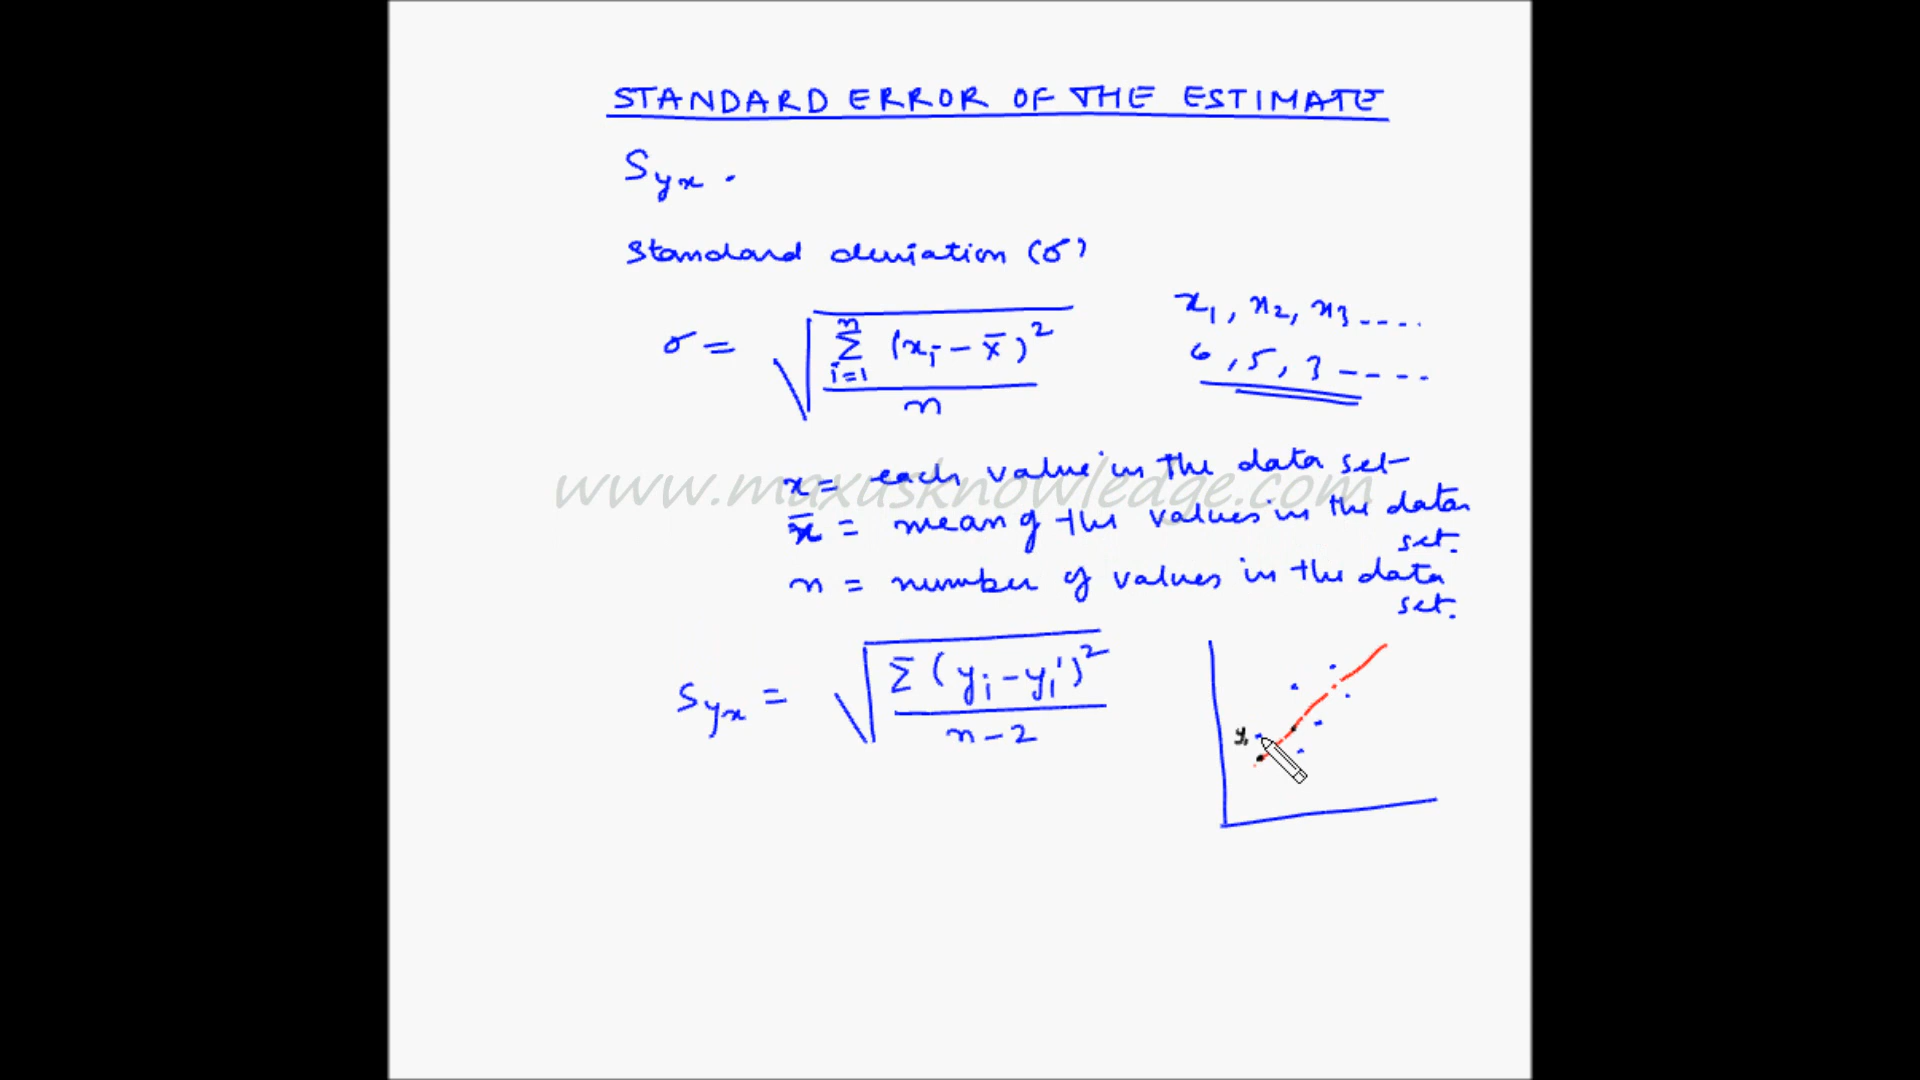 STANDARD ERROR OF THE ESTIMATE
Syx .
Standard deviation (σ)
σ = √ n Σ i=1 (xi - x̄)² / n
x1, x2, x3 ----.
6, 5, 3 ----
x = each value in the data set
x̄ = mean of the values in the data set.
n = number of values in the data set.
www.maxusknowledge.com
Syx = √ Σ (yi - yi')² / n - 2
y1